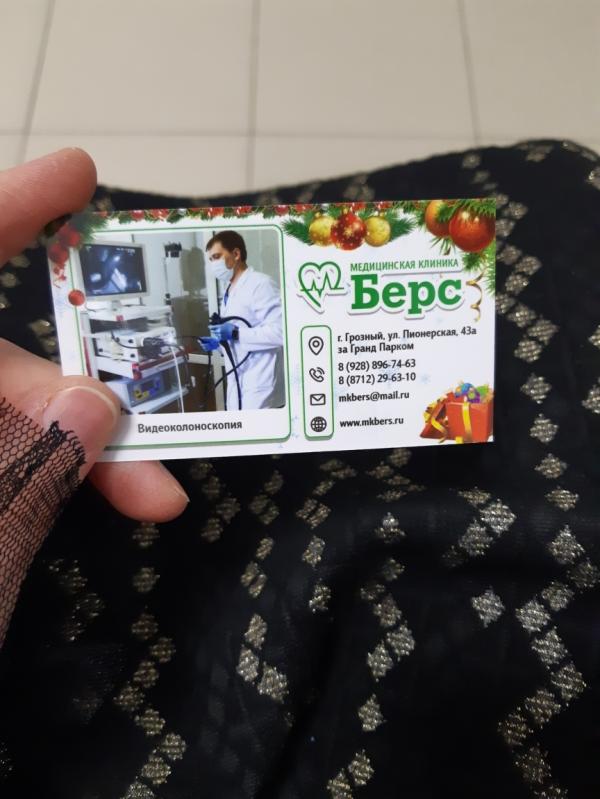 МЕДИЦИНСКАЯ КЛИНИКА
Берс
г. Грозный, ул. Пионерская, 43а
за Гранд Парком
8 (928) 896-74-63
8 (8712) 29-63-10
mkbers@mail.ru
www.mkbers.ru
Видеоколоноскопия